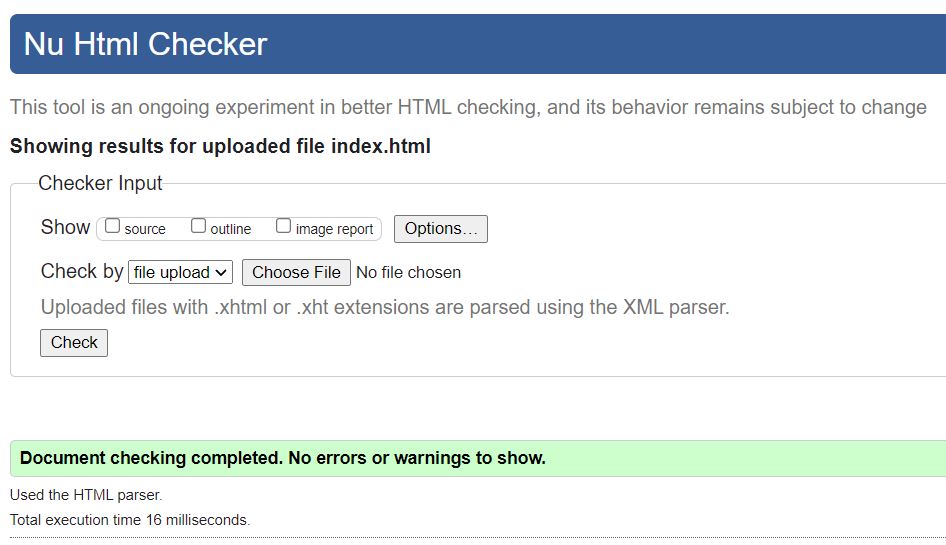 Nu Html Checker
This tool is an ongoing experiment in better HTML checking, and its behavior remains subject to change
Showing results for uploaded file index.html
Checker Input
Show source outline image report Options...
Check by file upload Choose File No file chosen
Uploaded files with .xhtml or .xht extensions are parsed using the XML parser.
Check
Document checking completed. No errors or warnings to show.
Used the HTML parser.
Total execution time 16 milliseconds.